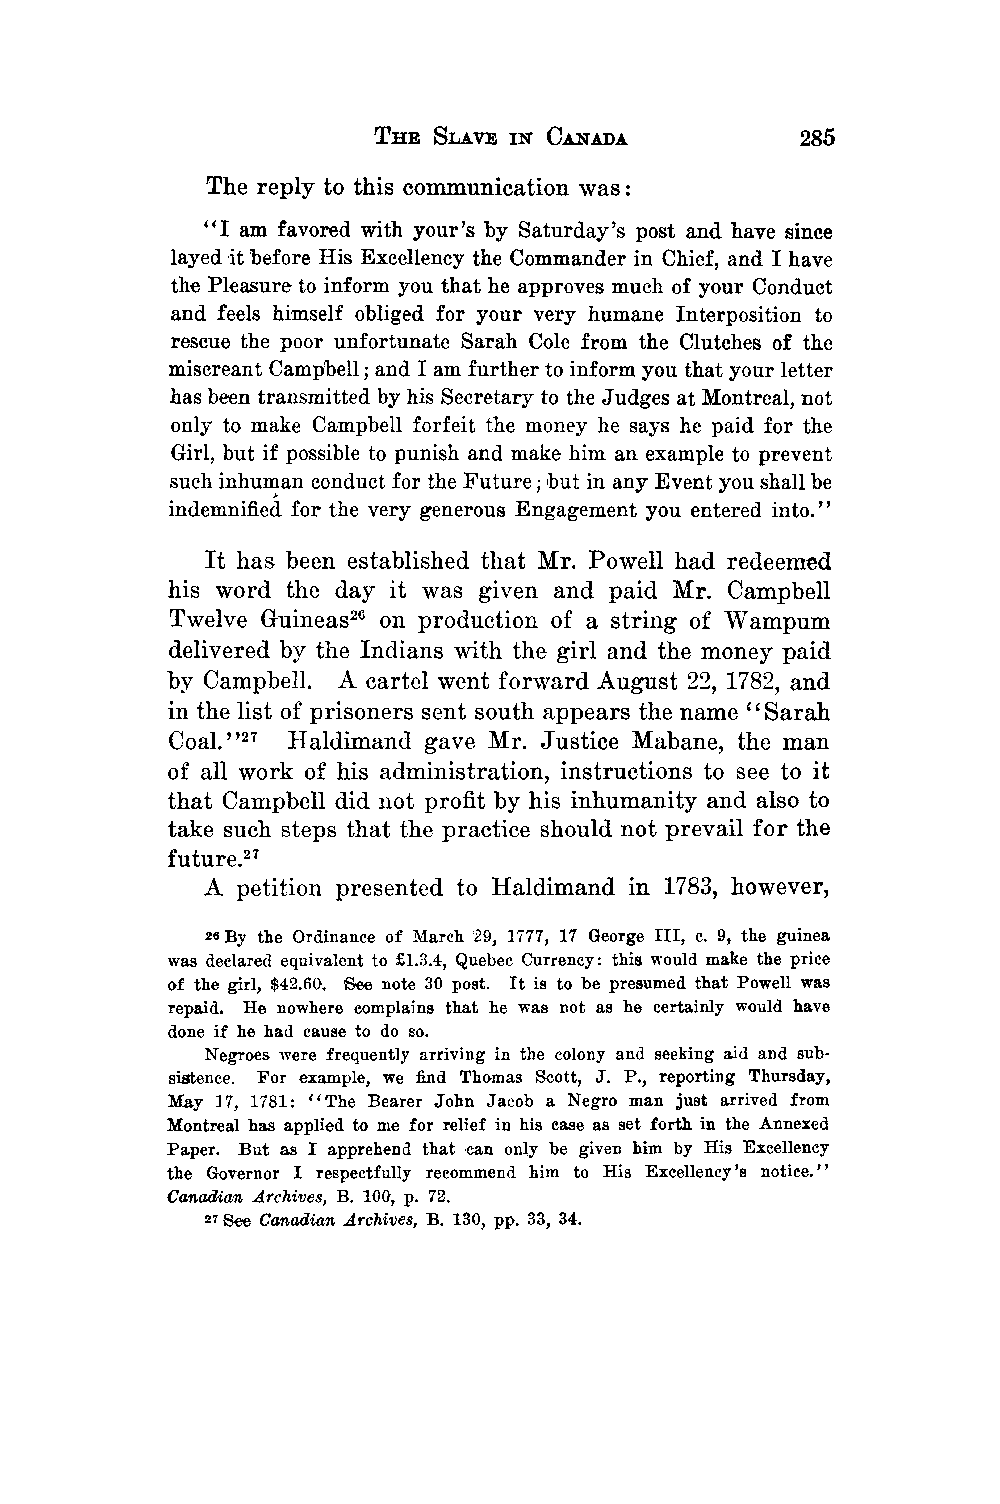 THE SLAVE IN CANADA 285
The reply to this communication was:
"I am favored with your's by Saturday's post and have since
layed it before His Excellency the Commander in Chief, and I have
the Pleasure to inform you that he approves much of your Conduct
and feels himself obliged for your very humane Interposition to
rescue the poor unfortunate Sarah Cole from the Clutches of the
miscreant Campbell; and I am further to inform you that your letter
has been transmitted by his Secretary to the Judges at Montreal, not
only to make Campbell forfeit the money he says he paid for the
Girl, but if possible to punish and make him an example to prevent
such inhuman conduct for the Future; but in any Event you shall be
indemnified for the very generous Engagement you entered into."
It has been established that Mr. Powell had redeemed
his word the day it was given and paid Mr. Campbell
Twelve Guineas26 on production of a string of Wampum
delivered by the Indians with the girl and the money paid
by Campbell. A cartel went forward August 22, 1782, and
in the list of prisoners sent south appears the name "Sarah
Coal."27 Haldimand gave Mr. Justice Mabane, the man
of all work of his administration, instructions to see to it
that Campbell did not profit by his inhumanity and also to
take such steps that the practice should not prevail for the
future.27
A petition presented to Haldimand in 1783, however,
26 By the Ordinance of March 29, 1777, 17 George III, c. 9, the guinea
was declared equivalent to £1.3.4, Quebec Currency: this would make the price
of the girl, $42.60. See note 30 post. It is to be presumed that Powell was
repaid. He nowhere complains that he was not as he certainly would have
done if he had cause to do so.
Negroes were frequently arriving in the colony and seeking aid and sub-
sistence. For example, we find Thomas Scott, J. P., reporting Thursday,
May 17, 1781: "The Bearer John Jacob a Negro man just arrived from
Montreal has applied to me for relief in his case as set forth in the Annexed
Paper. But as I apprehend that can only be given him by His Excellency
the Governor I respectfully recommend him to His Excellency's notice."
Canadian Archives, B. 100, p. 72.
27 See Canadian Archives, B. 130, pp. 33, 34.